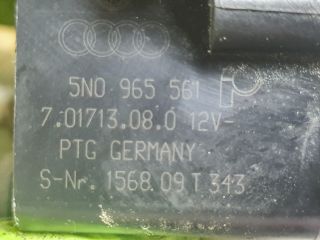 5N0 965 561
7.01713.08.0 12V-
PTG GERMANY
S-Nr. 1568 09 T 343